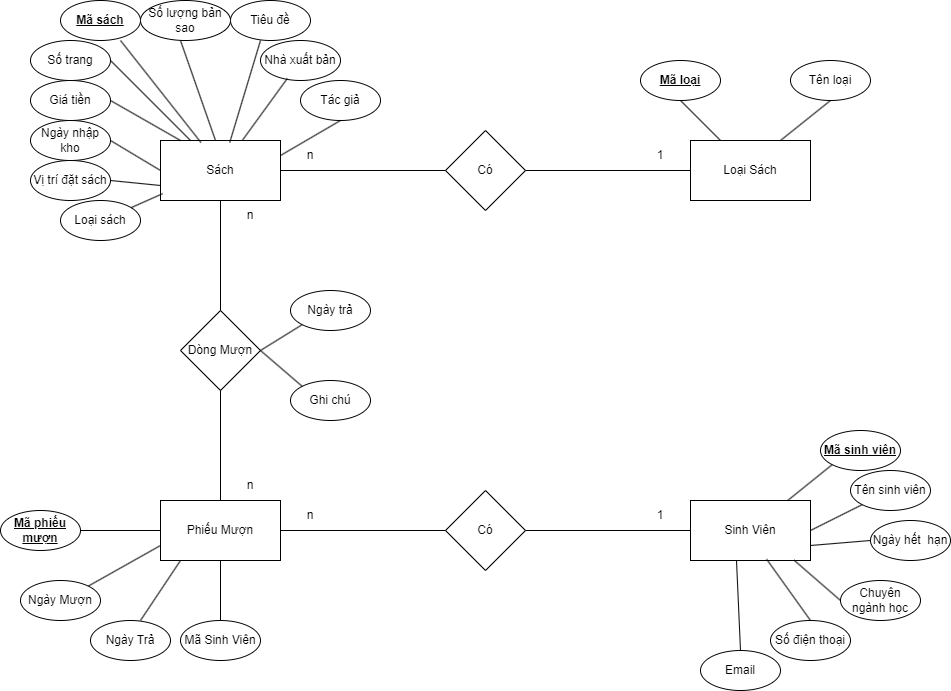 Mã sách
Số lượng bản
sao
Tiêu đề
Số trang
Nhà xuất bản
Giá tiền
Tác giả
Mã loại
Tên loại
Ngày nhập
kho
Sách
n
Có
1
Loại Sách
Vị trí đặt sách
Loại sách
n
Ngày trả
Dòng Mượn
Ghi chú
Mã sinh viên
Tên sinh viên
n
Mã phiếu
mượn
Phiếu Mượn
n
Có
1
Sinh Viên
Ngày hết hạn
Ngày Mượn
Chuyên
ngành học
Ngày Trả
Mã Sinh Viên
Số điện thoại
Email